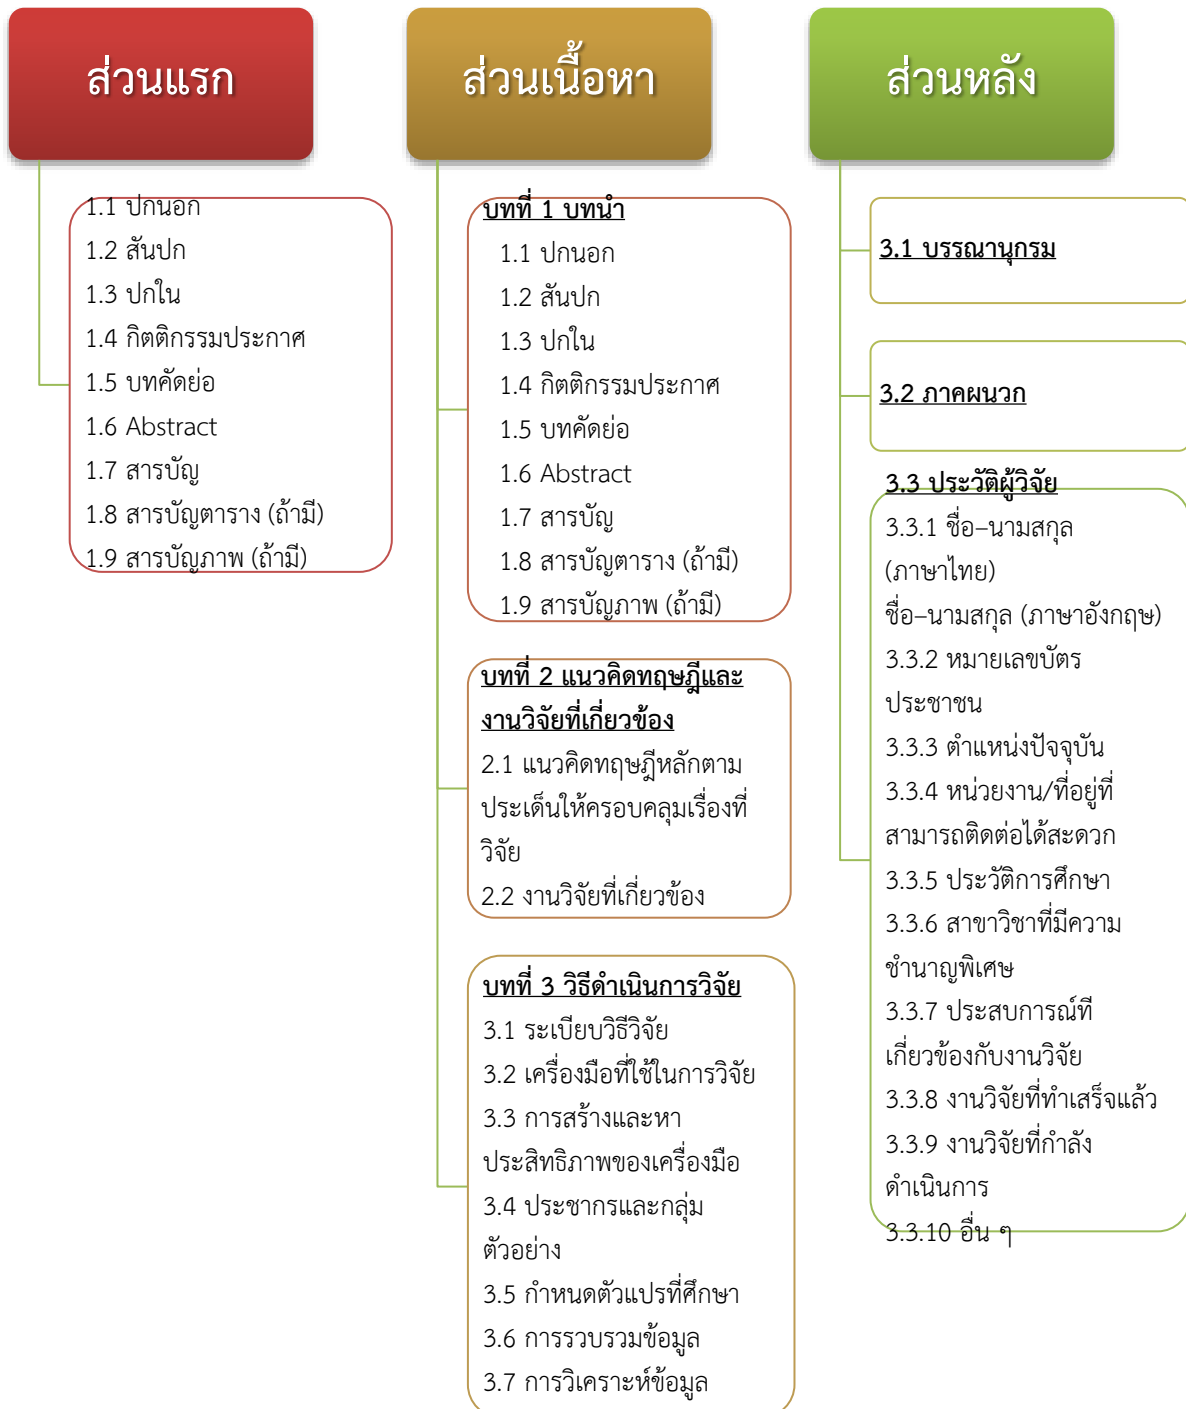 ส่วนแรก
1.1 ปกนอก
1.2 สันปก
1.3 ปกใน
1.4 กิตติกรรมประกาศ
1.5 บทคัดย่อ
1.6 Abstract
1.7 สารบัญ
1.8 สารบัญตาราง (ถ้ามี)
1.9 สารบัญภาพ (ถ้ามี)
ส่วนเนื้อหา
บทที่ 1 บทนำ
1.1 ปกนอก
1.2 สันปก
1.3 ปกใน
1.4 กิตติกรรมประกาศ
1.5 บทคัดย่อ
1.6 Abstract
1.7 สารบัญ
1.8 สารบัญตาราง (ถ้ามี)
1.9 สารบัญภาพ (ถ้ามี)
บทที่ 2 แนวคิดทฤษฎีและ
งานวิจัยที่เกี่ยวข้อง
2.1 แนวคิดทฤษฎีหลักตาม
ประเด็นให้ครอบคลุมเรื่องที่
วิจัย
2.2 งานวิจัยที่เกี่ยวข้อง
บทที่ 3 วิธีดำเนินการวิจัย
3.1 ระเบียบวิธีวิจัย
3.2 เครื่องมือที่ใช้ในการวิจัย
3.3 การสร้างและหา
ประสิทธิภาพของเครื่องมือ
3.4 ประชากรและกลุ่ม
ตัวอย่าง
3.5 กำหนดตัวแปรที่ศึกษา
3.6 การรวบรวมข้อมูล
3.7 การวิเคราะห์ข้อมูล
ส่วนหลัง
3.1 บรรณานุกรม
3.2 ภาคผนวก
3.3 ประวัติผู้วิจัย
3.3.1 ชื่อ–นามสกุล
(ภาษาไทย)
ชื่อ–นามสกุล (ภาษาอังกฤษ)
3.3.2 หมายเลขบัตร
ประชาชน
3.3.3 ตำแหน่งปัจจุบัน
3.3.4 หน่วยงาน/ที่อยู่ที่
สามารถติดต่อได้สะดวก
3.3.5 ประวัติการศึกษา
3.3.6 สาขาวิชาที่มีความ
ชำนาญพิเศษ
3.3.7 ประสบการณ์ที
เกี่ยวข้องกับงานวิจัย
3.3.8 งานวิจัยที่ทำเสร็จแล้ว
3.3.9 งานวิจัยที่กำลัง
ดำเนินการ
3.3.10 อื่น ๆ